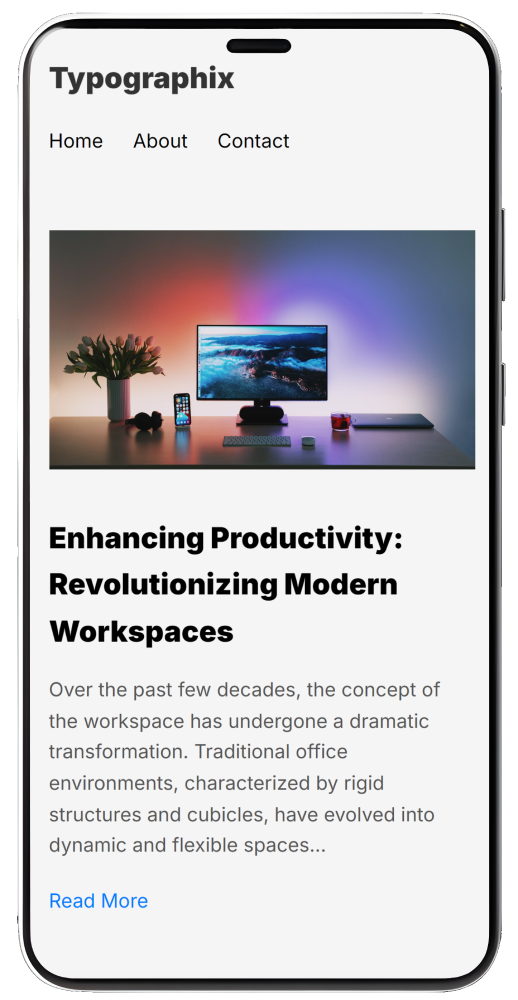 Typographix
Home About Contact
Enhancing Productivity:
Revolutionizing Modern
Workspaces
Over the past few decades, the concept of
the workspace has undergone a dramatic
transformation. Traditional office
environments, characterized by rigid
structures and cubicles, have evolved into
dynamic and flexible spaces...
Read More